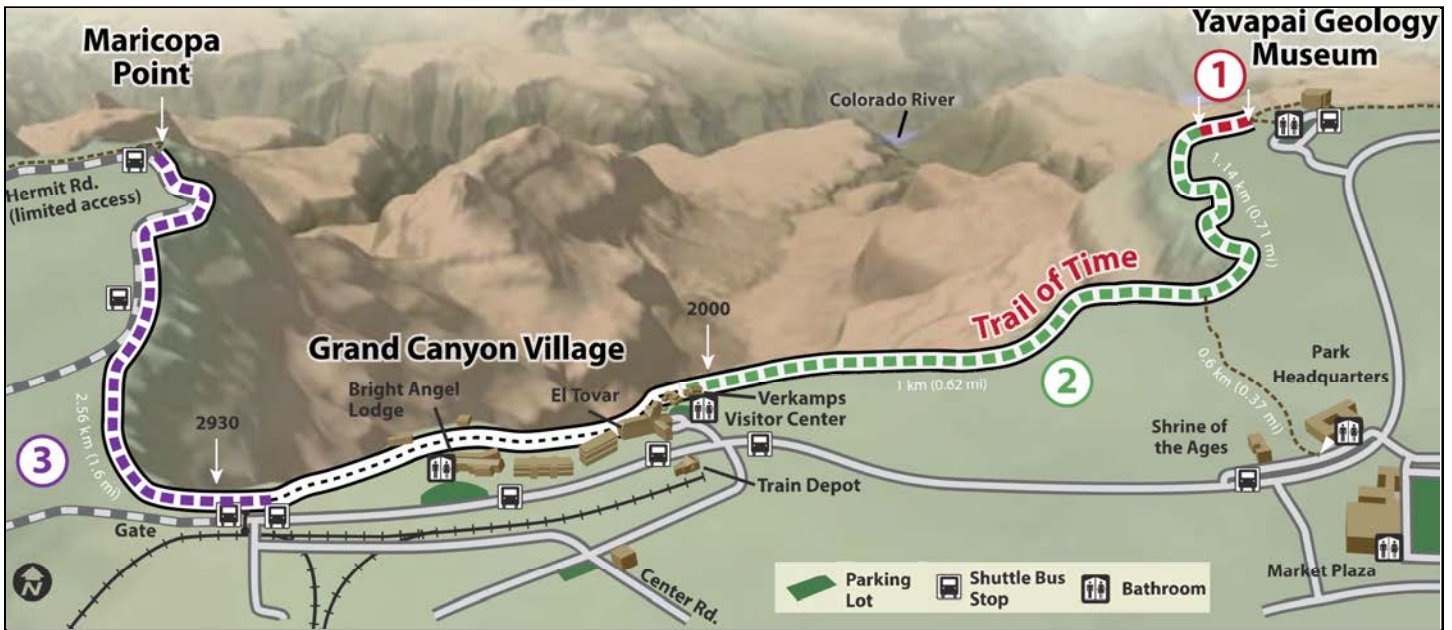 Maricopa
Point
Yavapai Geology
Museum
1
Colorado River
Hermit Rd.
(limited access)
1.14 km (0.71 mi)
Trail of Time
2000
Grand Canyon Village
Bright Angel
Lodge
El Tovar
Verkamps
Visitor Center
1 km (0.62 mi)
2
0.6 km (0.37 mi)
Park
Headquarters
Shrine of
the Ages
2930
2.56 km (1.6 mi)
3
Train Depot
Gate
Center Rd.
Market Plaza
N
Parking
Lot
Shuttle Bus
Stop
Bathroom